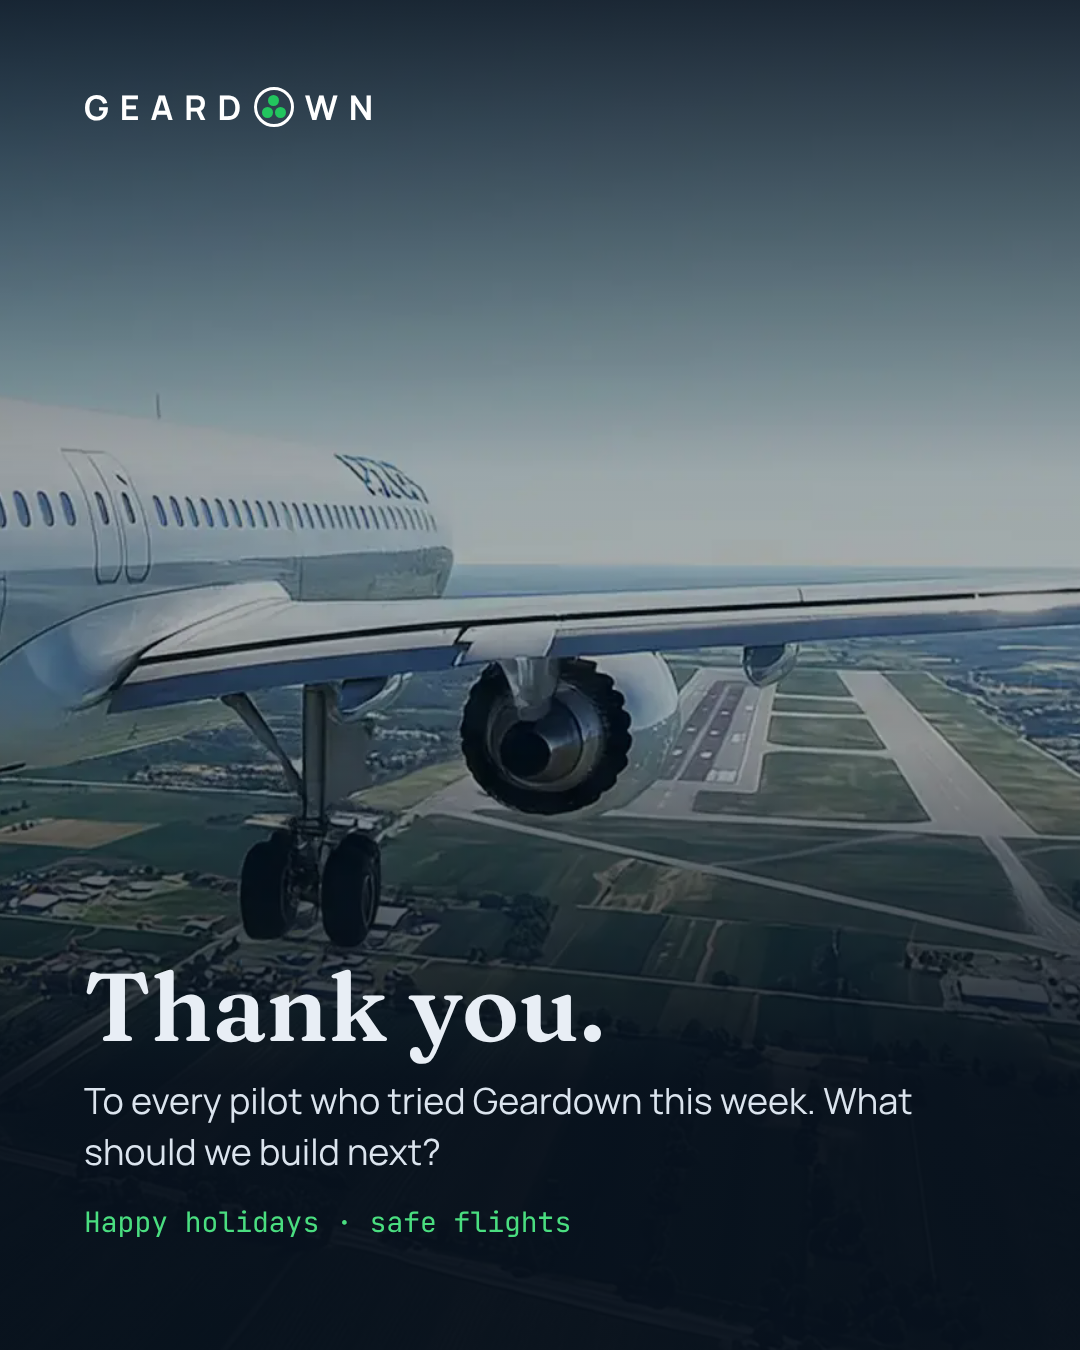 GEARDOWN
Thank you.
To every pilot who tried Geardown this week. What
should we build next?
Happy holidays · safe flights